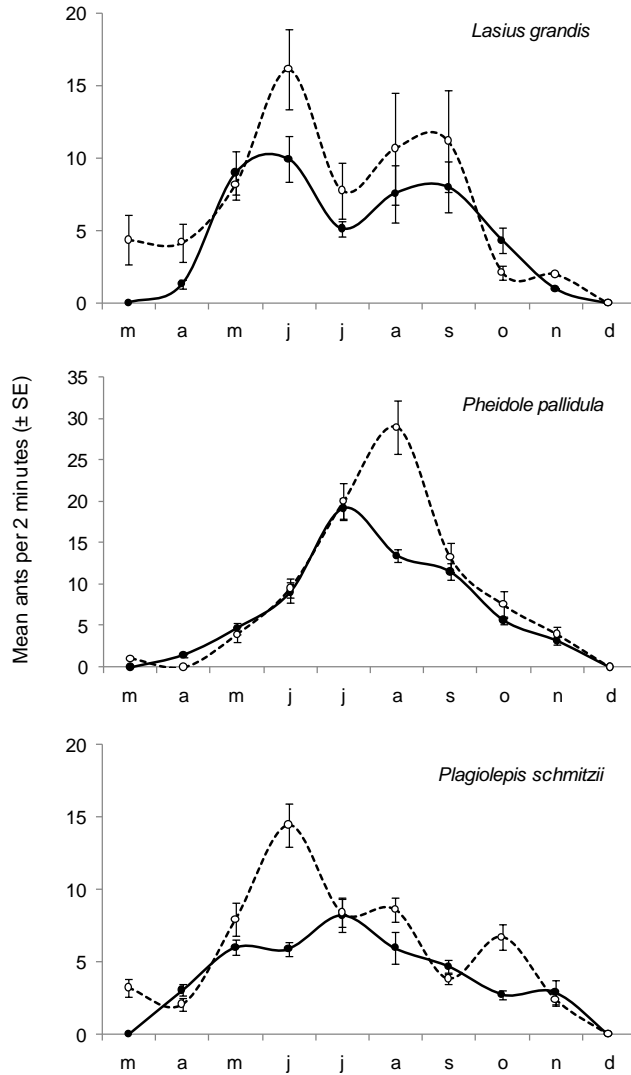 Mean ants per 2 minutes (± SE)
Lasius grandis
20
15
10
5
0
m a m j j a s o n d
Pheidole pallidula
35
30
25
20
15
10
5
0
m a m j j a s o n d
Plagiolepis schmitzii
20
15
10
5
0
m a m j j a s o n d